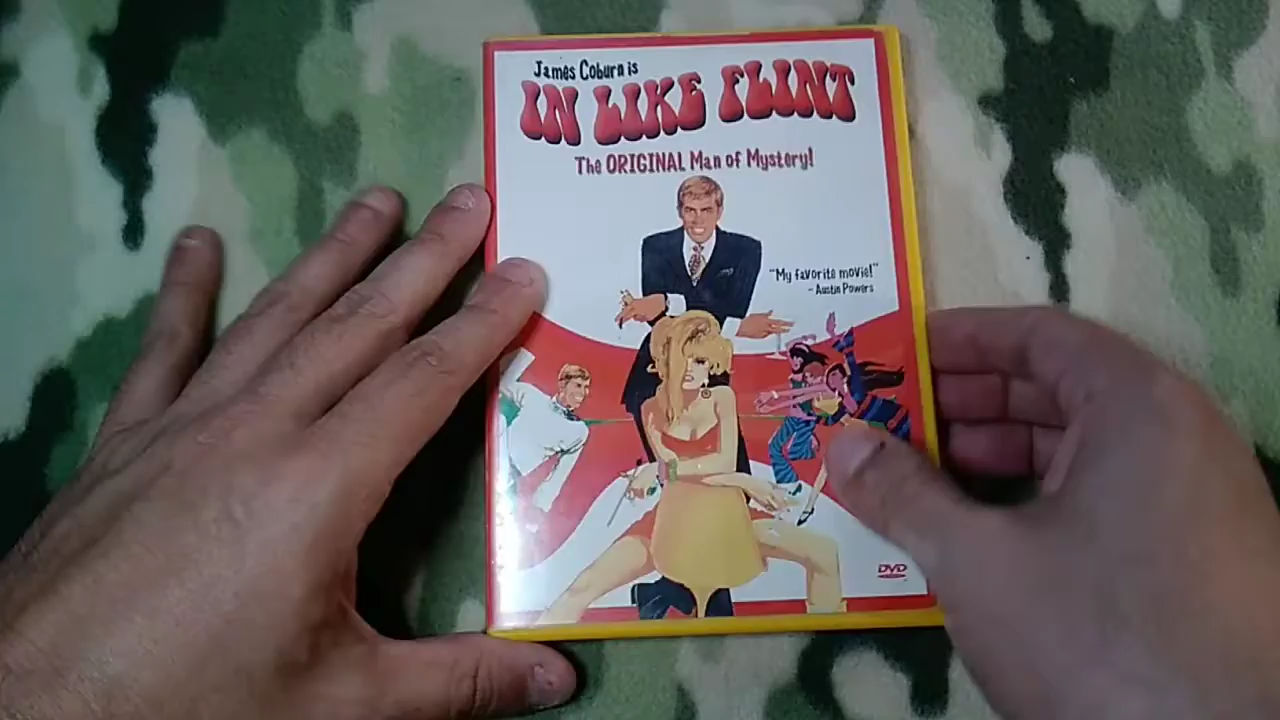 James Coburn is
IN LIKE FLINT
The ORIGINAL Man of Mystery!
"My favorite movie!"
- Austin Powers
DVD